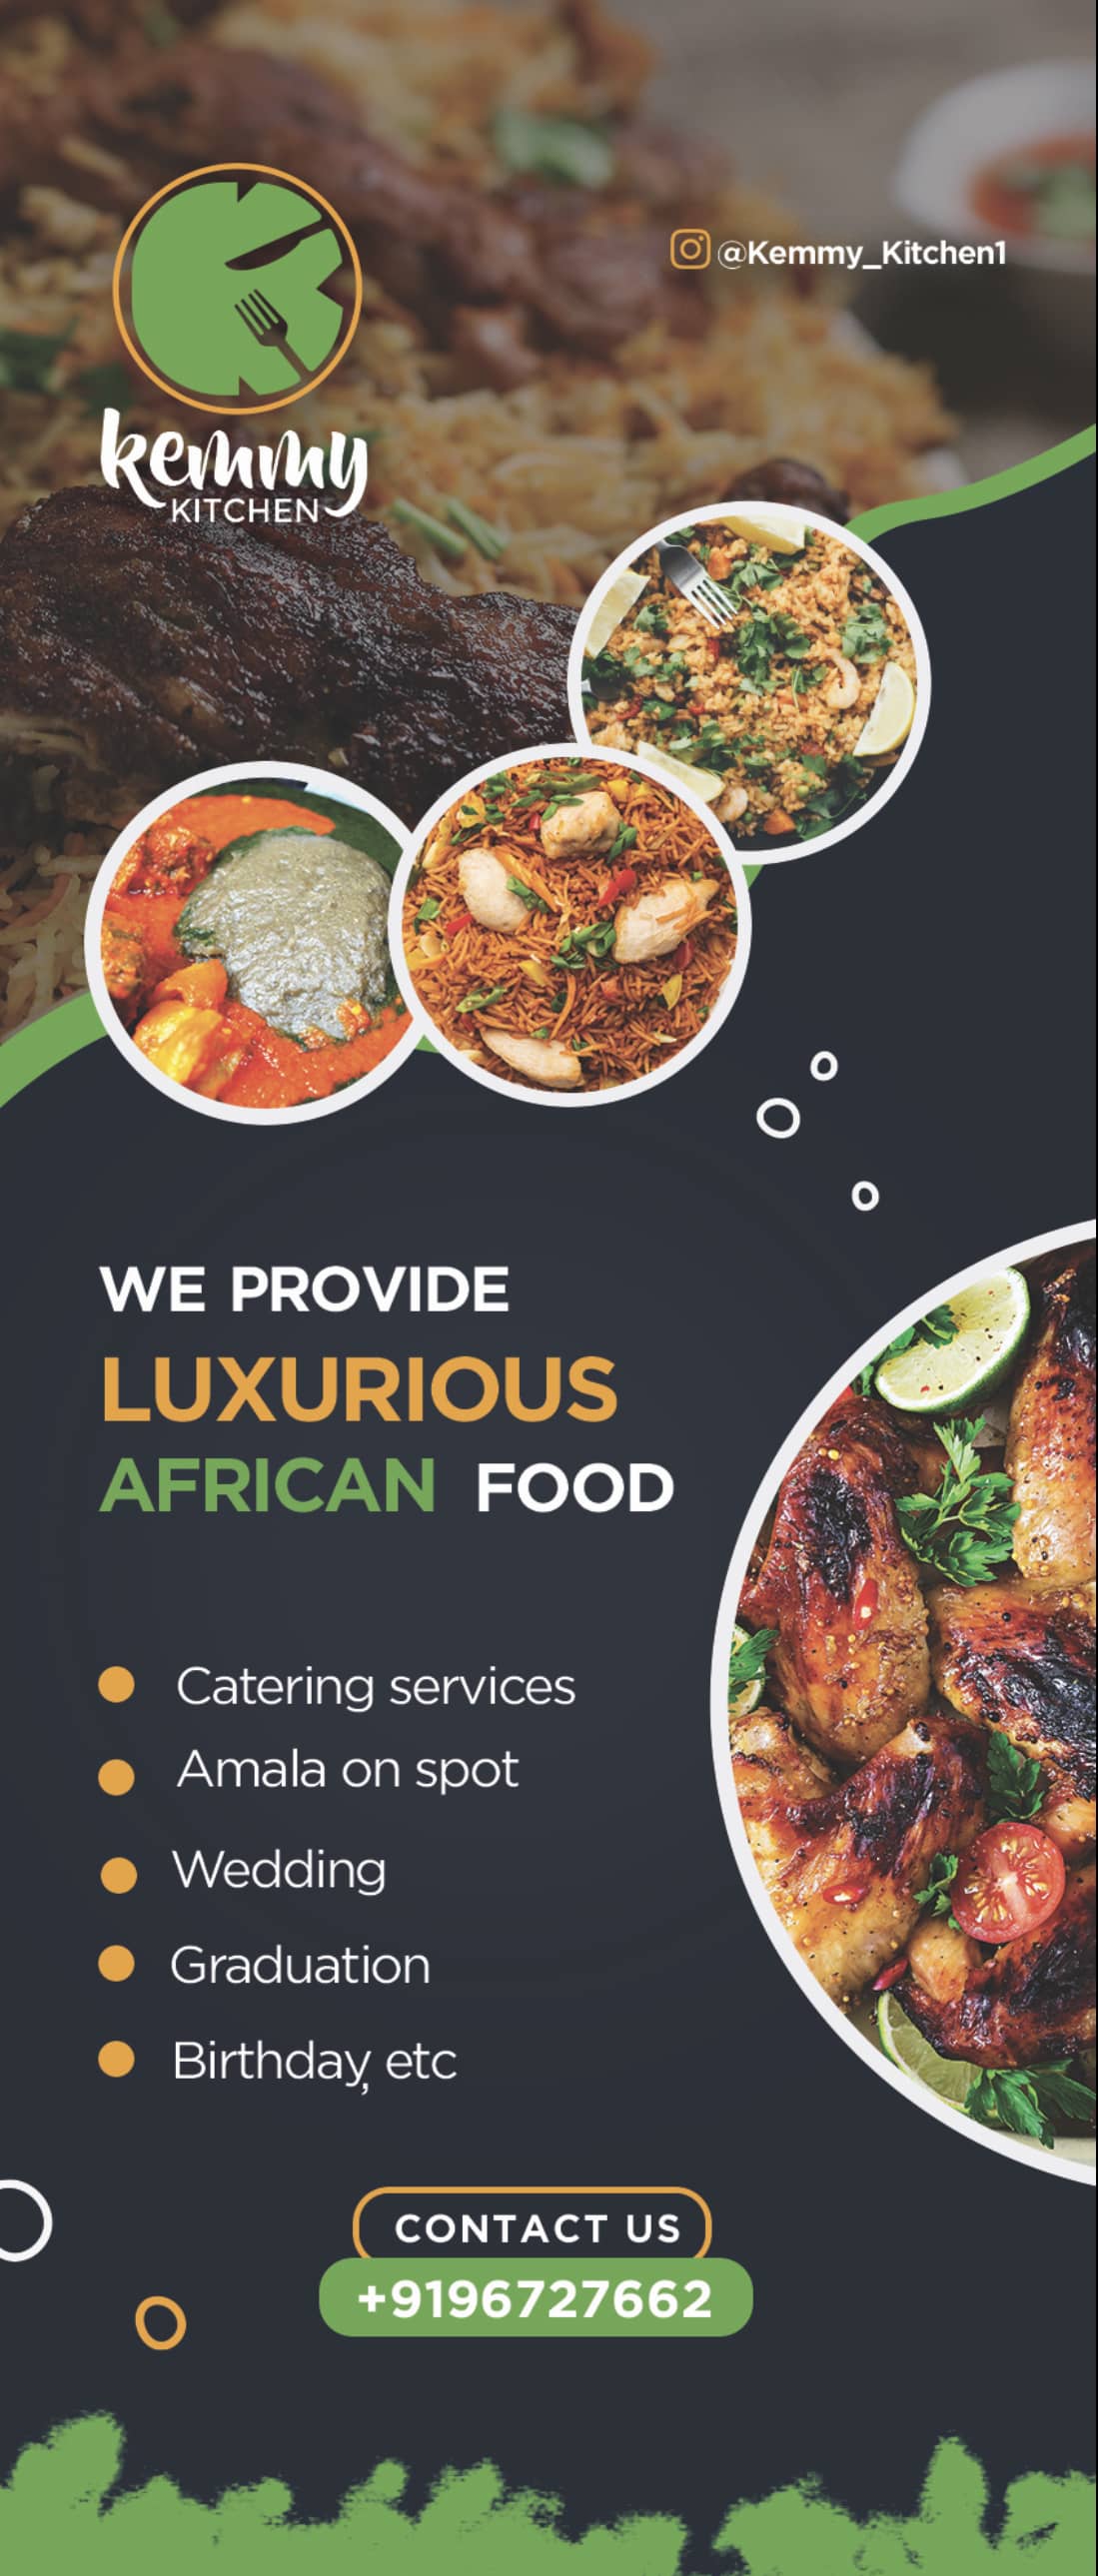 @Kemmy_Kitchen1
kemmy
KITCHEN
WE PROVIDE
LUXURIOUS
AFRICAN FOOD
Catering services
Amala on spot
Wedding
Graduation
Birthday, etc
CONTACT US
+9196727662